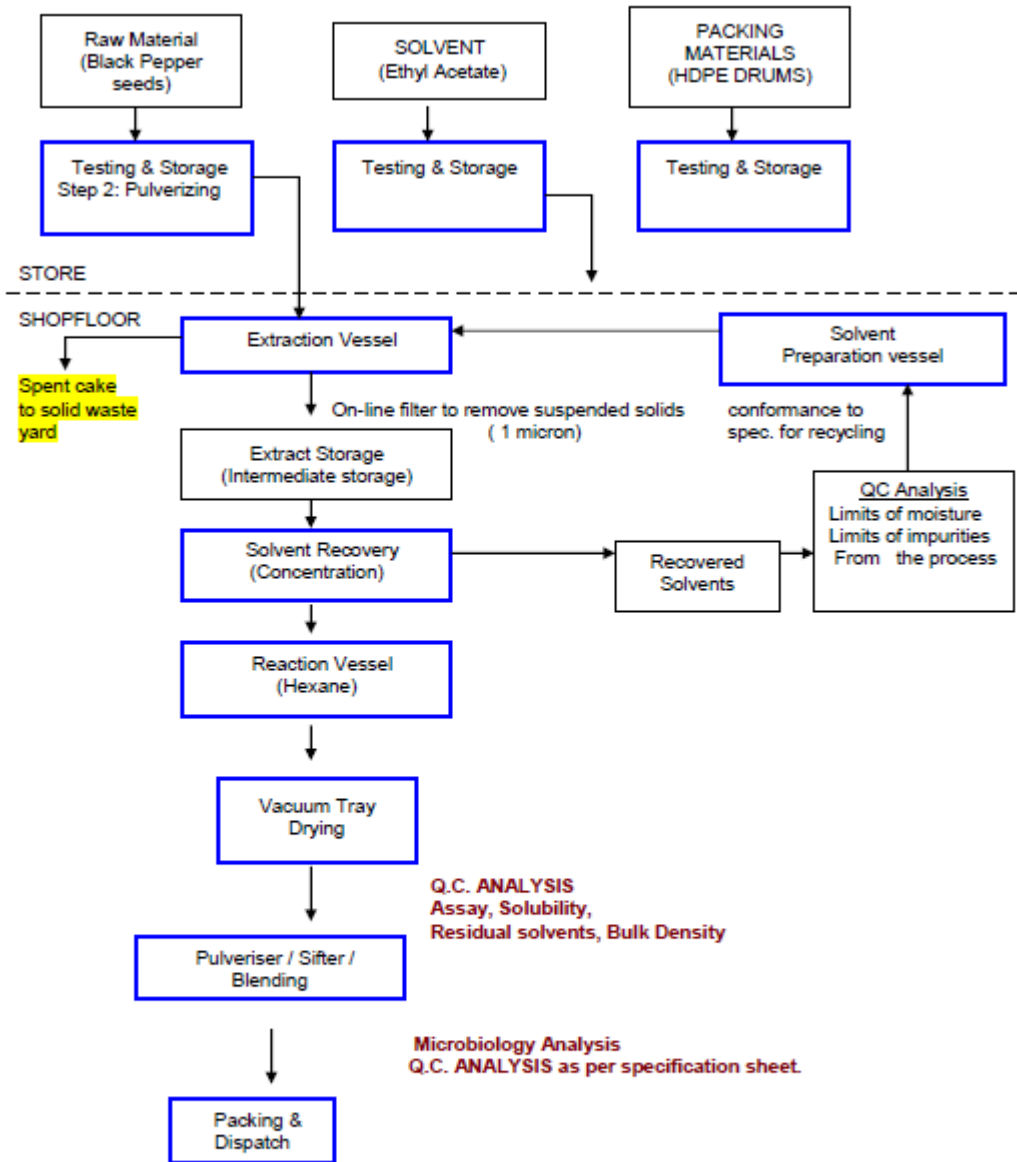 Raw Material
(Black Pepper
seeds)
SOLVENT
(Ethyl Acetate)
PACKING
MATERIALS
(HDPE DRUMS)
Testing & Storage
Step 2: Pulverizing
Testing & Storage
Testing & Storage
STORE
SHOPFLOOR
Extraction Vessel
Solvent
Preparation vessel
Spent cake
to solid waste
yard
On-line filter to remove suspended solids
( 1 micron)
conformance to
spec. for recycling
Extract Storage
(Intermediate storage)
QC Analysis
Limits of moisture
Limits of impurities
From the process
Solvent Recovery
(Concentration)
Recovered
Solvents
Reaction Vessel
(Hexane)
Vacuum Tray
Drying
Q.C. ANALYSIS
Assay, Solubility,
Residual solvents, Bulk Density
Pulveriser / Sifter /
Blending
Microbiology Analysis
Q.C. ANALYSIS as per specification sheet.
Packing &
Dispatch